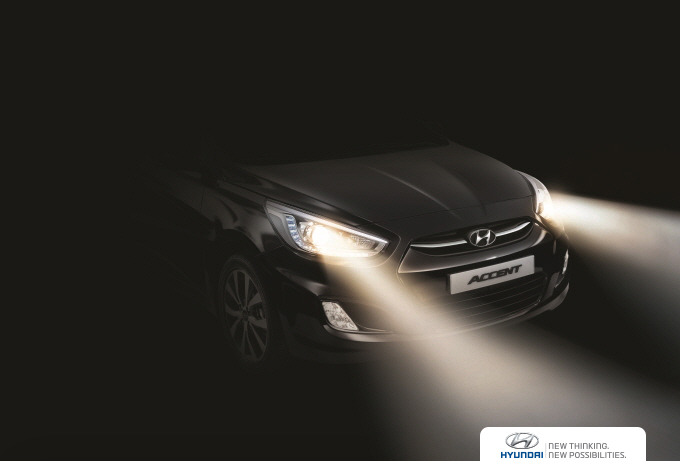 ACCENT
HYUNDAI
NEW THINKING.
NEW POSSIBILITIES.